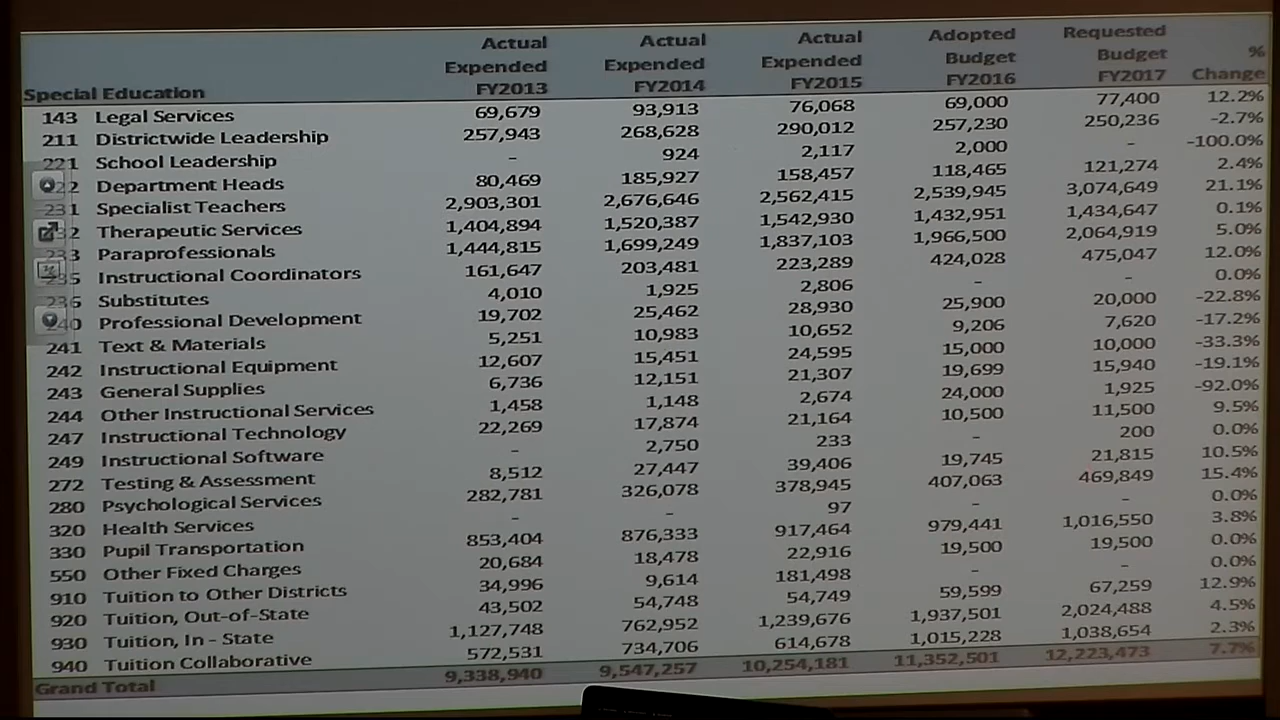 Actual Actual Actual Adopted Requested
Expended Expended Expended Budget Budget %
Special Education FY2013 FY2014 FY2015 FY2016 FY2017 Change
143 Legal Services 69,679 93,913 76,068 69,000 77,400 12.2%
211 Districtwide Leadership 257,943 268,628 290,012 257,230 250,236 -2.7%
221 School Leadership - 924 2,117 2,000 - -100.0%
222 Department Heads 80,469 185,927 158,457 118,465 121,274 2.4%
231 Specialist Teachers 2,903,301 2,676,646 2,562,415 2,539,945 3,074,649 21.1%
232 Therapeutic Services 1,404,894 1,520,387 1,542,930 1,432,951 1,434,647 0.1%
233 Paraprofessionals 1,444,815 1,699,249 1,837,103 1,966,500 2,064,919 5.0%
235 Instructional Coordinators 161,647 203,481 223,289 424,028 475,047 12.0%
236 Substitutes 4,010 1,925 2,806 - - 0.0%
240 Professional Development 19,702 25,462 28,930 25,900 20,000 -22.8%
241 Text & Materials 5,251 10,983 10,652 9,206 7,620 -17.2%
242 Instructional Equipment 12,607 15,451 24,595 15,000 10,000 -33.3%
243 General Supplies 6,736 12,151 21,307 19,699 15,940 -19.1%
244 Other Instructional Services 1,458 1,148 2,674 24,000 1,925 -92.0%
247 Instructional Technology 22,269 17,874 21,164 10,500 11,500 9.5%
249 Instructional Software - 2,750 233 - 200 0.0%
272 Testing & Assessment 8,512 27,447 39,406 19,745 21,815 10.5%
280 Psychological Services 282,781 326,078 378,945 407,063 469,849 15.4%
320 Health Services - - 97 - - 0.0%
330 Pupil Transportation 853,404 876,333 917,464 979,441 1,016,550 3.8%
550 Other Fixed Charges 20,684 18,478 22,916 19,500 19,500 0.0%
910 Tuition to Other Districts 34,996 9,614 181,498 - - 0.0%
920 Tuition, Out-of-State 43,502 54,748 54,749 59,599 67,259 12.9%
930 Tuition, In - State 1,127,748 762,952 1,239,676 1,937,501 2,024,488 4.5%
940 Tuition Collaborative 572,531 734,706 614,678 1,015,228 1,038,654 2.3%
Grand Total 9,338,940 9,547,257 10,254,181 11,352,501 12,223,473 7.7%